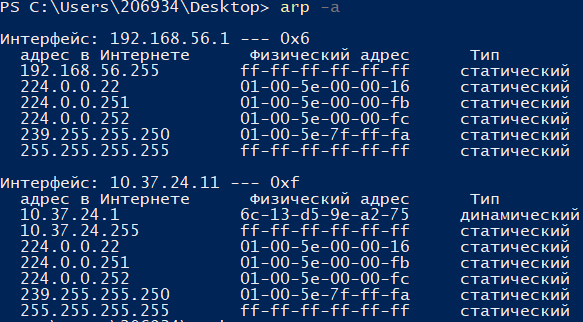 PS C:\Users\206934\Desktop> arp -a
Интерфейс: 192.168.56.1 --- 0x6
адрес в Интернете Физический адрес Тип
192.168.56.255 ff-ff-ff-ff-ff-ff статический
224.0.0.22 01-00-5e-00-00-16 статический
224.0.0.251 01-00-5e-00-00-fb статический
224.0.0.252 01-00-5e-00-00-fc статический
239.255.255.250 01-00-5e-7f-ff-fa статический
255.255.255.255 ff-ff-ff-ff-ff-ff статический
Интерфейс: 10.37.24.11 --- 0xf
адрес в Интернете Физический адрес Тип
10.37.24.1 6c-13-d5-9e-a2-75 динамический
10.37.24.255 ff-ff-ff-ff-ff-ff статический
224.0.0.22 01-00-5e-00-00-16 статический
224.0.0.251 01-00-5e-00-00-fb статический
224.0.0.252 01-00-5e-00-00-fc статический
239.255.255.250 01-00-5e-7f-ff-fa статический
255.255.255.255 ff-ff-ff-ff-ff-ff статический